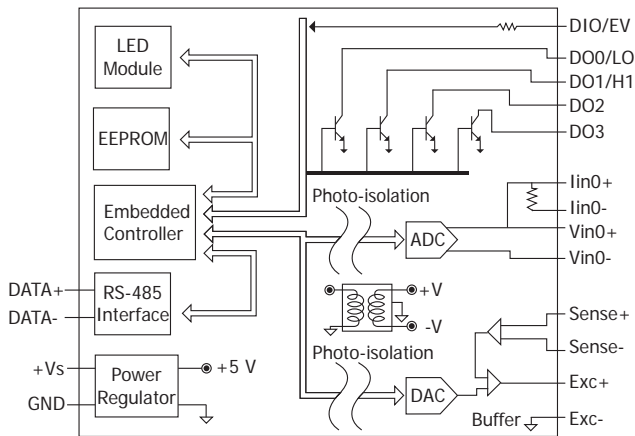 LED
Module
EEPROM
Embedded
Controller
RS-485
Interface
DATA+
DATA-
+Vs
GND
Power
Regulator
+5 V
Photo-isolation
ADC
+V
-V
Photo-isolation
DAC
Buffer
DIO/EV
DO0/LO
DO1/H1
DO2
DO3
Iin0+
Iin0-
Vin0+
Vin0-
Sense+
Sense-
Exc+
Exc-